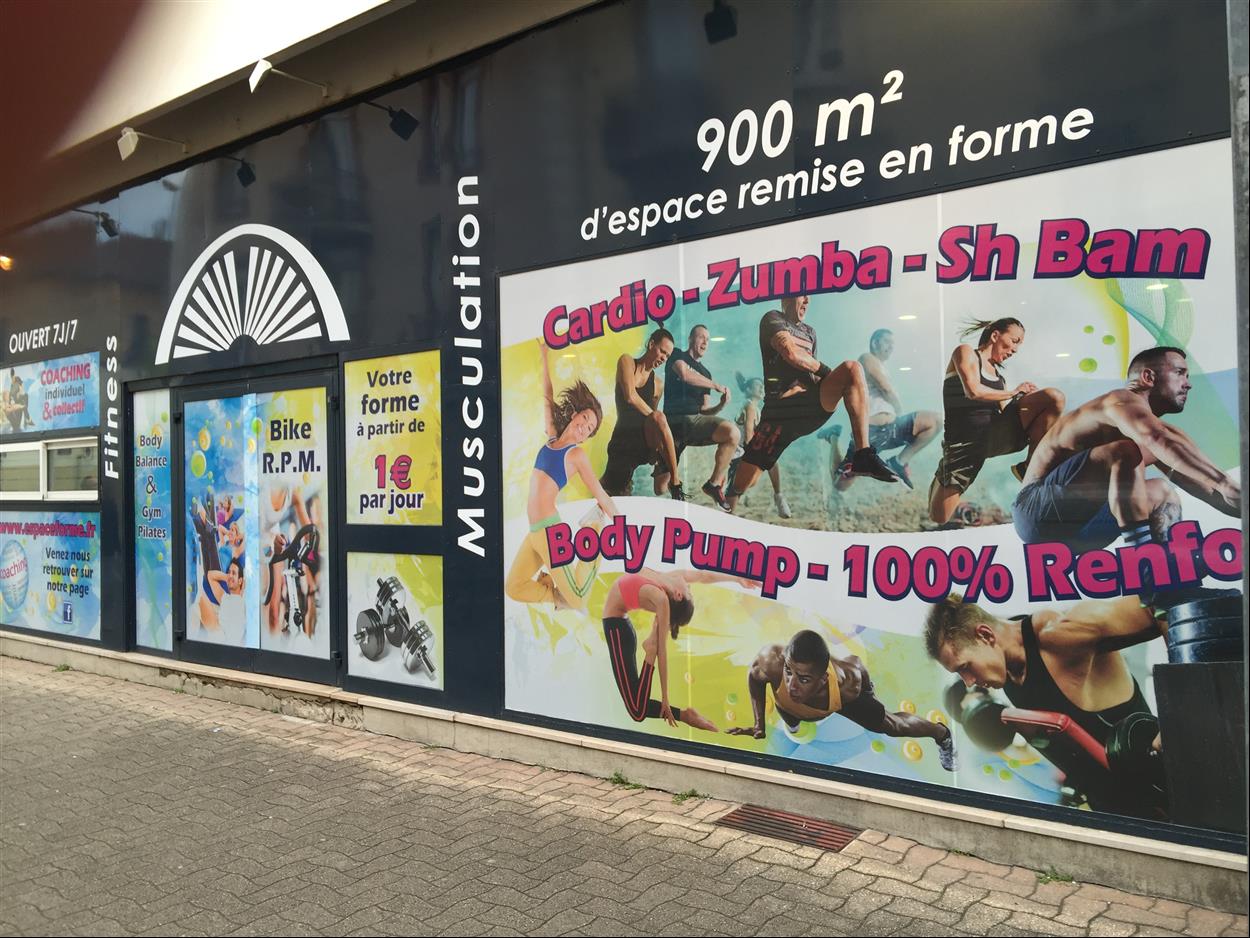 900 m²
d'espace remise en forme
OUVERT 7J/7
COACHING
individuel
& collectif
www.espaceforme.fr
coaching
Venez nous
retrouver sur
notre page
f
Fitness
Body
Balance
&
Gym
Pilates
Bike
R.P.M.
Votre
forme
à partir de
1€
par jour
Musculation
Cardio - Zumba - Sh Bam
Body Pump - 100% Renfo